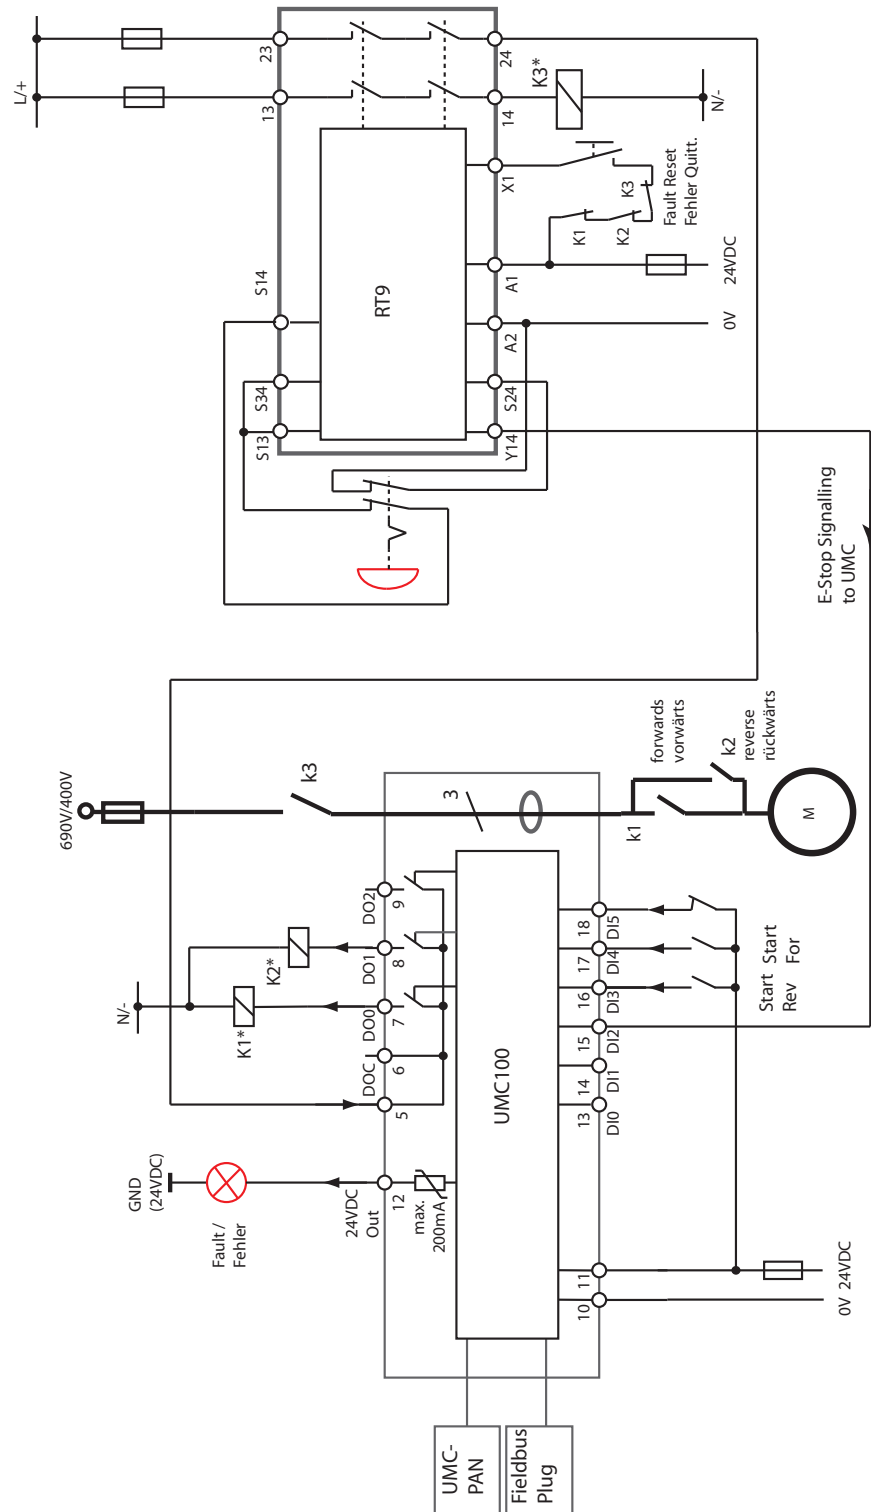 L/+
23
13
24
14
K3*
N/-
X1
K3
K1
K2
Fault Reset
Fehler Quitt.
S14
A1
24VDC
RT9
A2
0V
S34
S24
S13
Y14
E-Stop Signalling
to UMC
690V/400V
k3
3
k1
forwards
vorwärts
k2
reverse
rückwärts
M
DO2
9
K2*
DO1
8
N/-
K1*
DO0
7
DOC
6
5
UMC100
18
DI5
17
DI4
16
DI3
15
DI2
14
DI1
13
DI0
Start
For
Start
Rev
GND
(24VDC)
Fault /
Fehler
24VDC
Out
12
max.
200mA
11
10
24VDC
0V
UMC-
PAN
Fieldbus
Plug